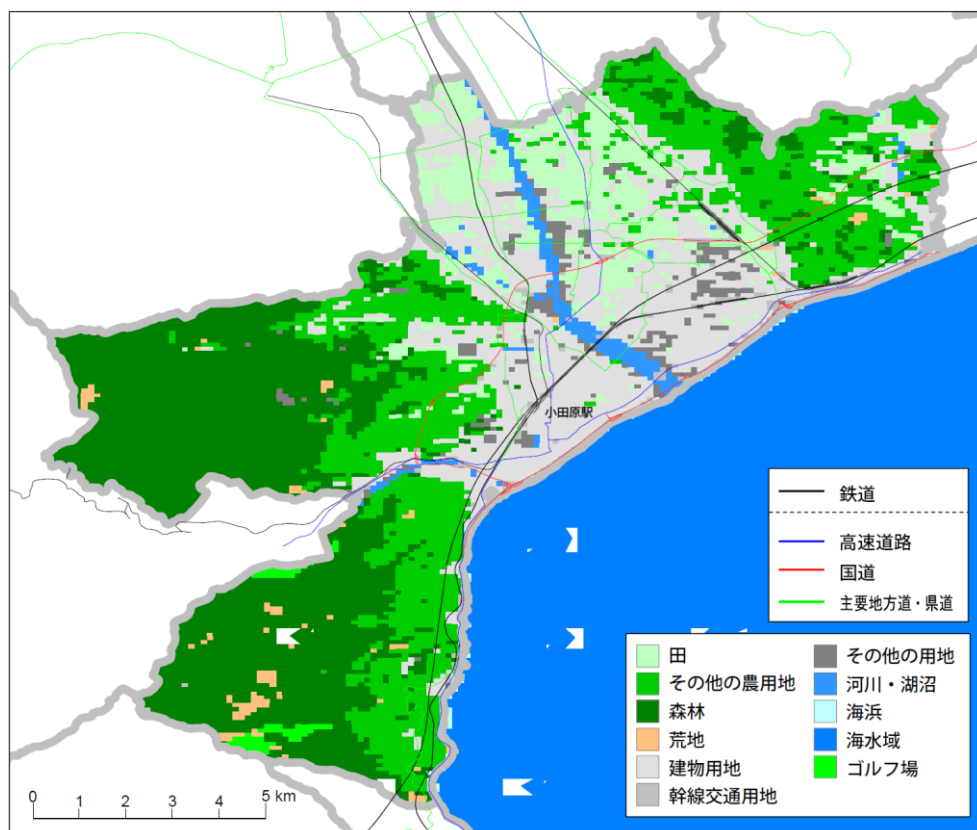 小田原駅
鉄道
高速道路
国道
主要地方道・県道
田
その他の農用地
森林
荒地
建物用地
幹線交通用地
その他の用地
河川・湖沼
海浜
海水域
ゴルフ場
0 1 2 3 4 5 km